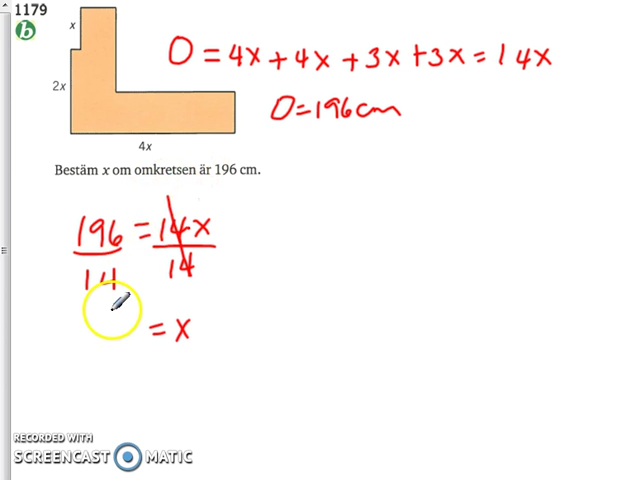 1179
b
x
2x
4x
O = 4x + 4x + 3x + 3x = 14x
O = 196 cm
Bestäm x om omkretsen är 196 cm.
196 = 14x
14 14
= x
RECORDED WITH
SCREENCAST MATIC